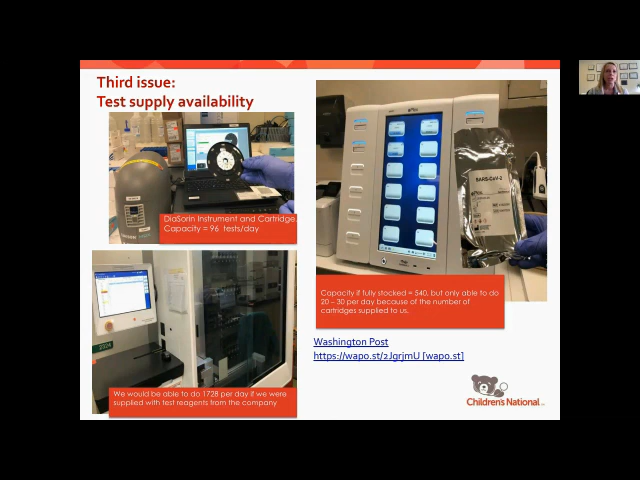 Third issue:
Test supply availability
DiaSorin Instrument and Cartridge.
Capacity = 96 tests/day
SARS-CoV-2
Capacity if fully stocked = 540, but only able to do
20 – 30 per day because of the number of
cartridges supplied to us.
We would be able to do 1728 per day if we were
supplied with test reagents from the company
Washington Post
https://wapo.st/2JgrjmU [wapo.st]
Children's National